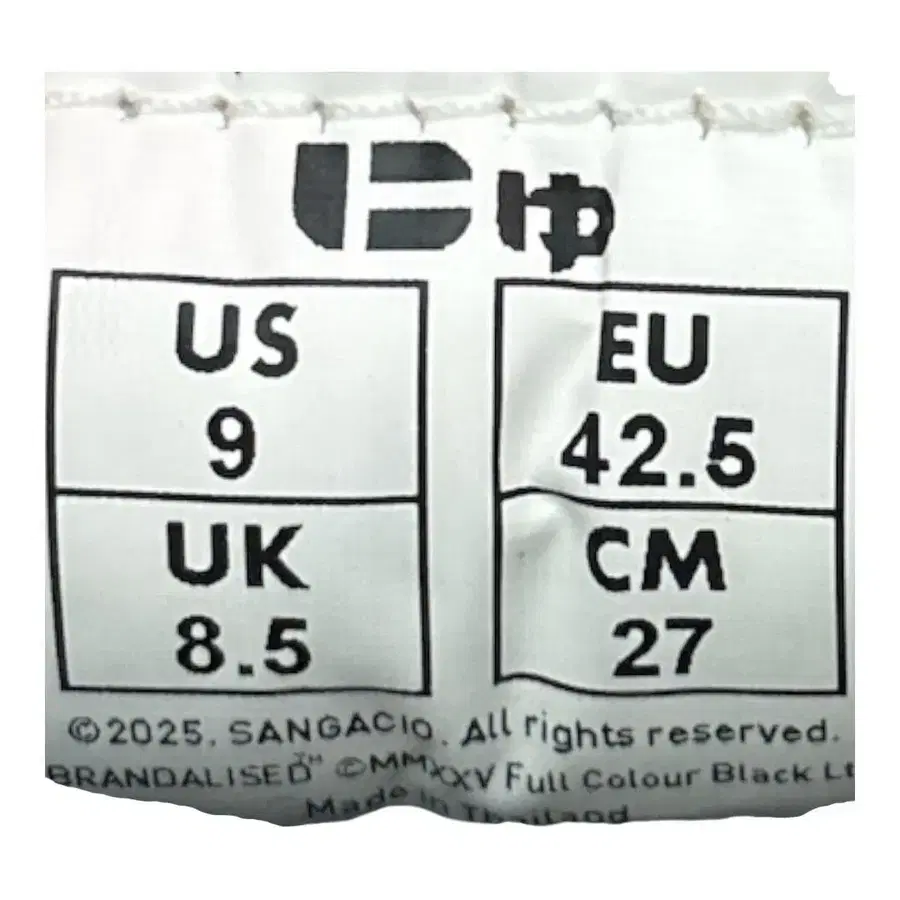 ゆ
US
9
EU
42.5
UK
8.5
CM
27
©2025. SANGACIO. All rights reserved.
BRANDALISED™ ©MMXXV Full Colour Black Lt
Made in Thailand